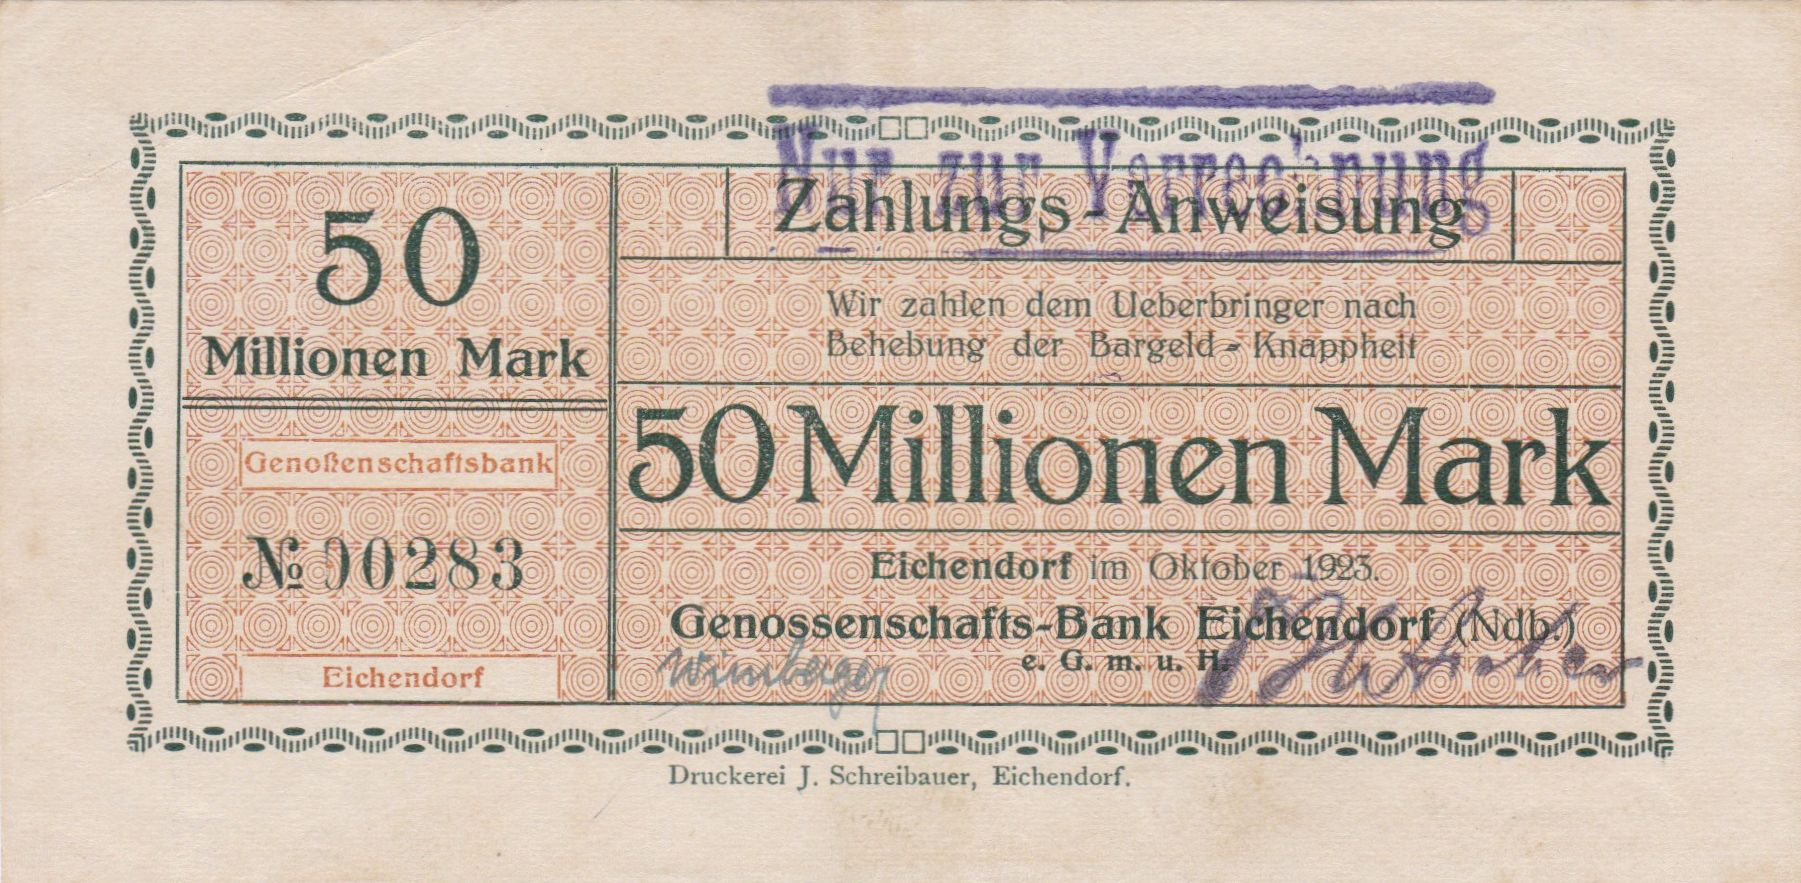 Nur zur Verrechnung
Zahlungs-Anweisung
50
Millionen Mark
Wir zahlen dem Ueberbringer nach
Behebung der Bargeld-Knappheit
50 Millionen Mark
Genoßenschaftsbank
№ 00283
Eichendorf
Eichendorf im Oktober 1923.
Genossenschafts-Bank Eichendorf (Ndb.)
e. G. m. u. H.
Wimberger
Druckerei J. Schreibauer, Eichendorf.